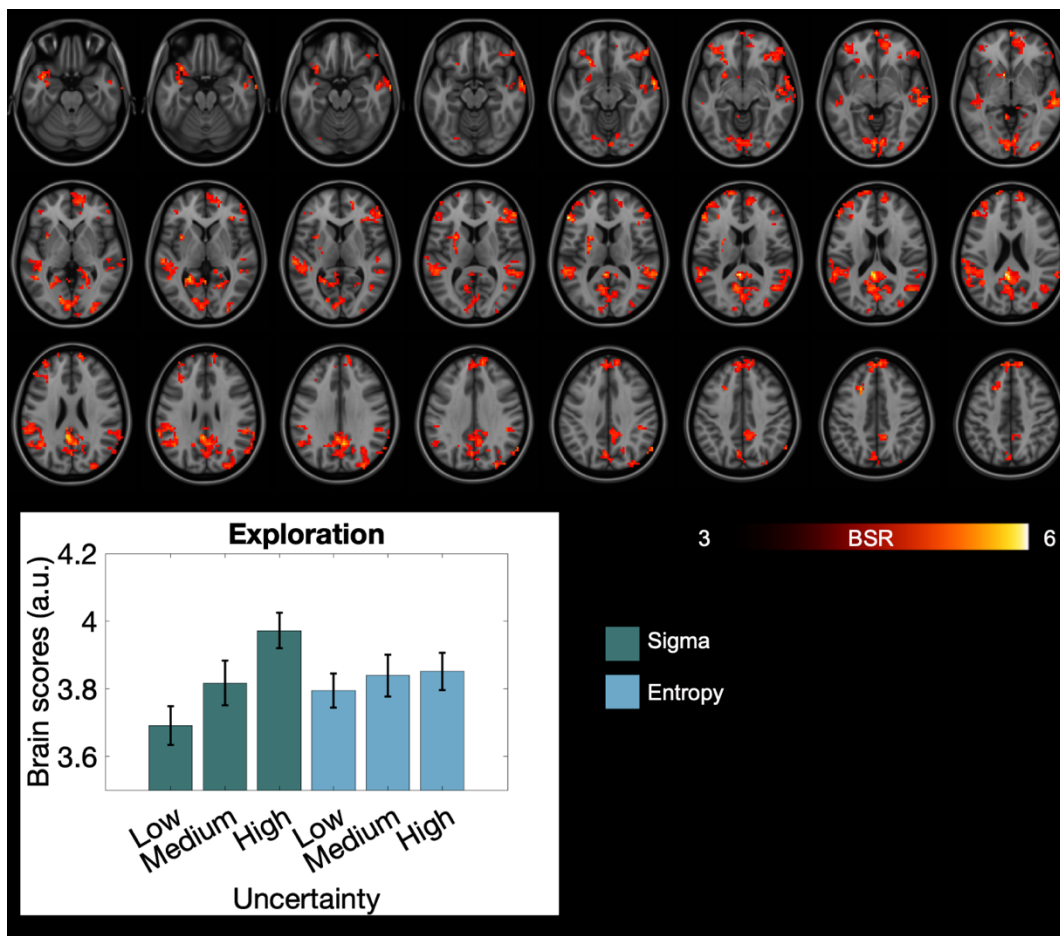 3 BSR 6
Exploration
4.2
4
3.8
3.6
Brain scores (a.u.)
Low
Medium
High
Low
Medium
High
Uncertainty
Sigma
Entropy